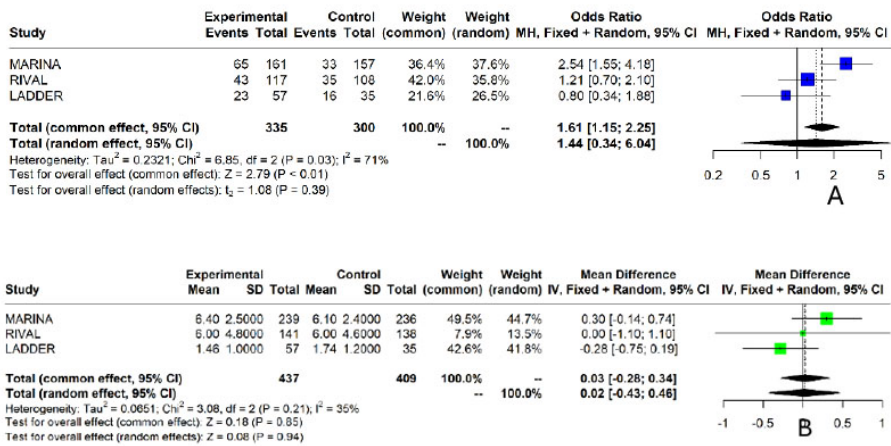 Experimental Control Weight Weight Odds Ratio Odds Ratio
Study Events Total Events Total (common) (random) MH, Fixed + Random, 95% CI MH, Fixed + Random, 95% CI
MARINA 65 161 33 157 36.4% 37.6% 2.54 [1.55; 4.18]
RIVAL 43 117 35 108 42.0% 35.8% 1.21 [0.70; 2.10]
LADDER 23 57 16 35 21.6% 26.5% 0.80 [0.34; 1.88]
Total (common effect, 95% CI) 335 300 100.0% -- 1.61 [1.15; 2.25]
Total (random effect, 95% CI) -- 100.0% 1.44 [0.34; 6.04]
Heterogeneity: Tau² = 0.2321; Chi² = 6.85, df = 2 (P = 0.03); I² = 71%
Test for overall effect (common effect): Z = 2.79 (P < 0.01)
Test for overall effect (random effects): t₂ = 1.08 (P = 0.39)
0.2 0.5 1 2 5
A
Experimental Control Weight Weight Mean Difference Mean Difference
Study Mean SD Total Mean SD Total (common) (random) IV, Fixed + Random, 95% CI IV, Fixed + Random, 95% CI
MARINA 6.40 2.5000 239 6.10 2.4000 236 49.5% 44.7% 0.30 [-0.14; 0.74]
RIVAL 6.00 4.8000 141 6.00 4.6000 138 7.9% 13.5% 0.00 [-1.10; 1.10]
LADDER 1.46 1.0000 57 1.74 1.2000 35 42.6% 41.8% -0.28 [-0.75; 0.19]
Total (common effect, 95% CI) 437 409 100.0% -- 0.03 [-0.28; 0.34]
Total (random effect, 95% CI) -- 100.0% 0.02 [-0.43; 0.46]
Heterogeneity: Tau² = 0.0651; Chi² = 3.08, df = 2 (P = 0.21); I² = 35%
Test for overall effect (common effect): Z = 0.18 (P = 0.85)
Test for overall effect (random effects): Z = 0.08 (P = 0.94)
-1 -0.5 0 0.5 1
B